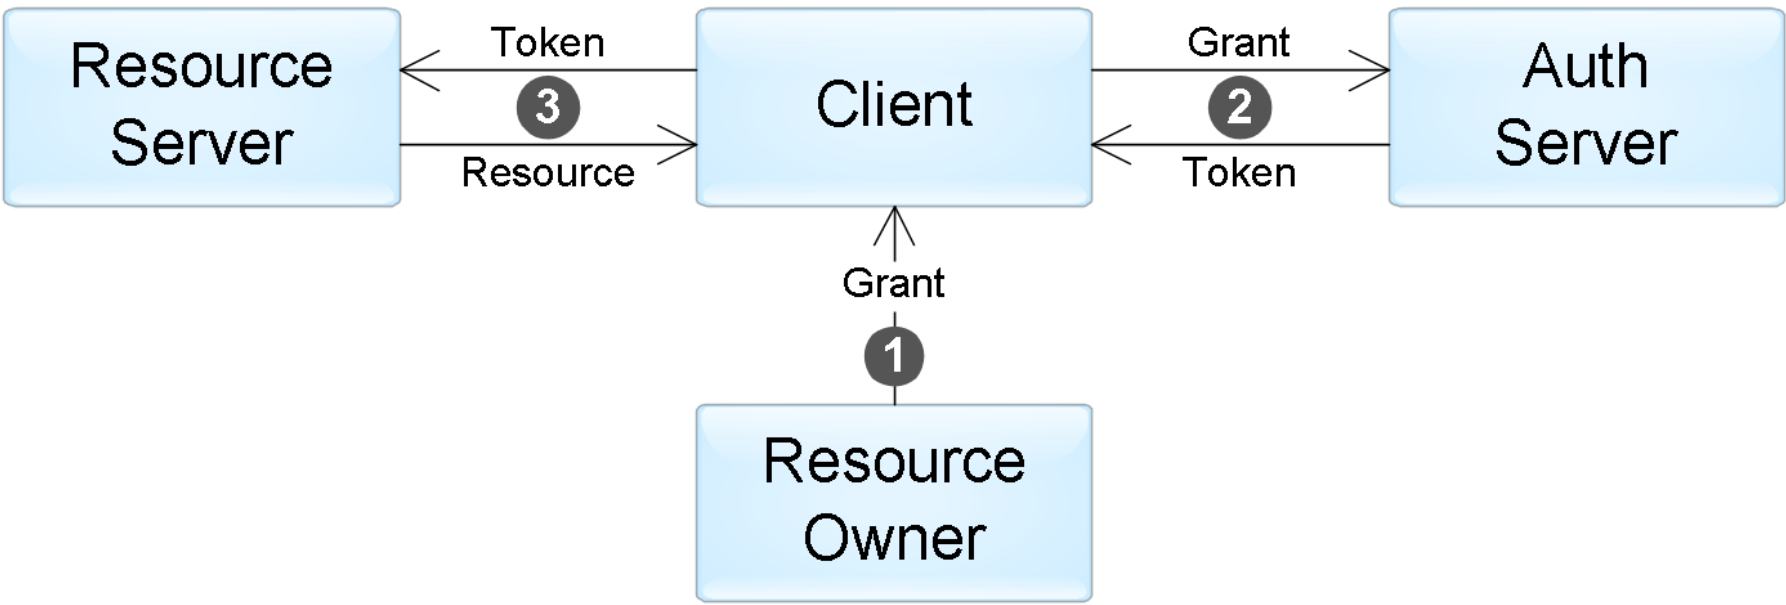 Resource
Server
Token
3
Resource
Client
Grant
2
Token
Auth
Server
Grant
1
Resource
Owner